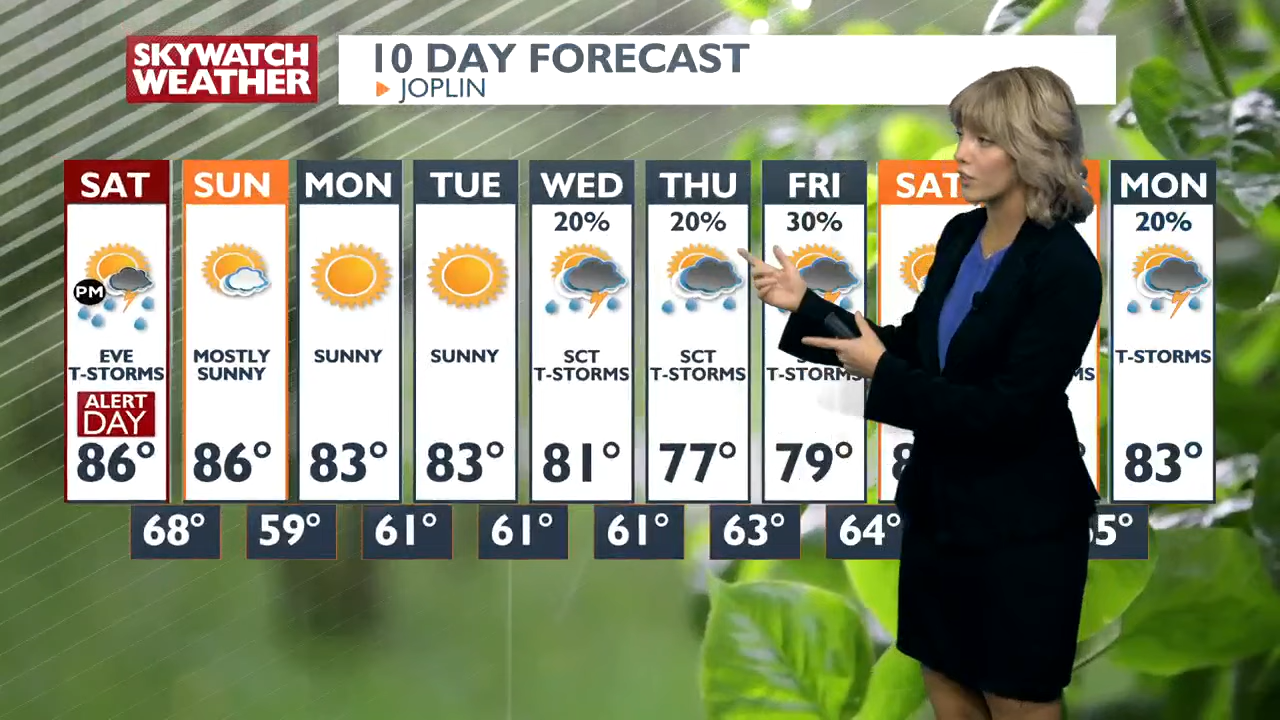 SKYWATCH
WEATHER
10 DAY FORECAST
JOPLIN
SAT
SUN
MON
TUE
WED
THU
FRI
SAT
MON
20%
20%
30%
20%
PM
EVE
T-STORMS
MOSTLY
SUNNY
SUNNY
SUNNY
SCT
T-STORMS
SCT
T-STORMS
T-STORMS
T-STORMS
ALERT
DAY
86°
86°
83°
83°
81°
77°
79°
83°
68°
59°
61°
61°
61°
63°
64°